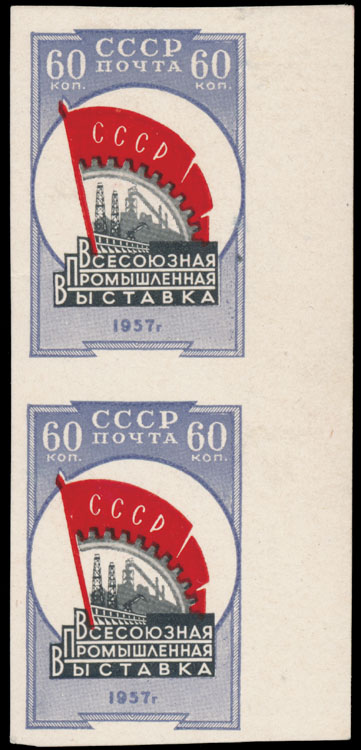 СССР
60 ПОЧТА 60
КОП. КОП.
СССР
ВСЕСОЮЗНАЯ
ПРОМЫШЛЕННАЯ
ВЫСТАВКА
1957г
СССР
60 ПОЧТА 60
КОП. КОП.
СССР
ВСЕСОЮЗНАЯ
ПРОМЫШЛЕННАЯ
ВЫСТАВКА
1957г